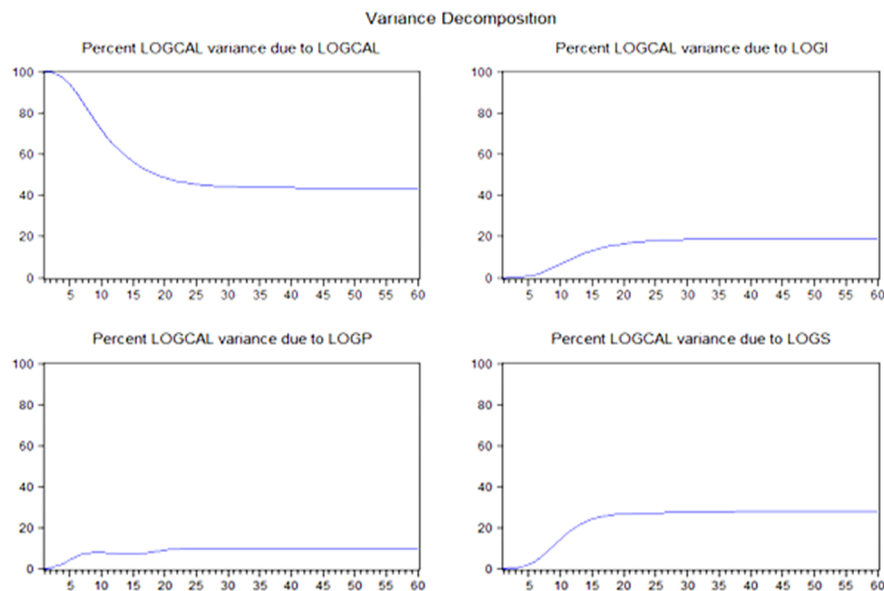 Variance Decomposition
Percent LOGCAL variance due to LOGCAL
100
80
60
40
20
0
5 10 15 20 25 30 35 40 45 50 55 60
Percent LOGCAL variance due to LOGI
100
80
60
40
20
0
5 10 15 20 25 30 35 40 45 50 55 60
Percent LOGCAL variance due to LOGP
100
80
60
40
20
0
5 10 15 20 25 30 35 40 45 50 55 60
Percent LOGCAL variance due to LOGS
100
80
60
40
20
0
5 10 15 20 25 30 35 40 45 50 55 60